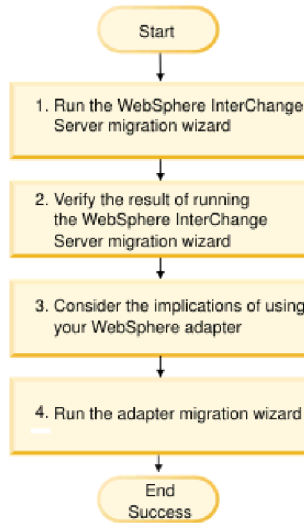 Start
1. Run the WebSphere InterChange
Server migration wizard
2. Verify the result of running
the WebSphere InterChange
Server migration wizard
3. Consider the implications of using
your WebSphere adapter
4. Run the adapter migration wizard
End
Success